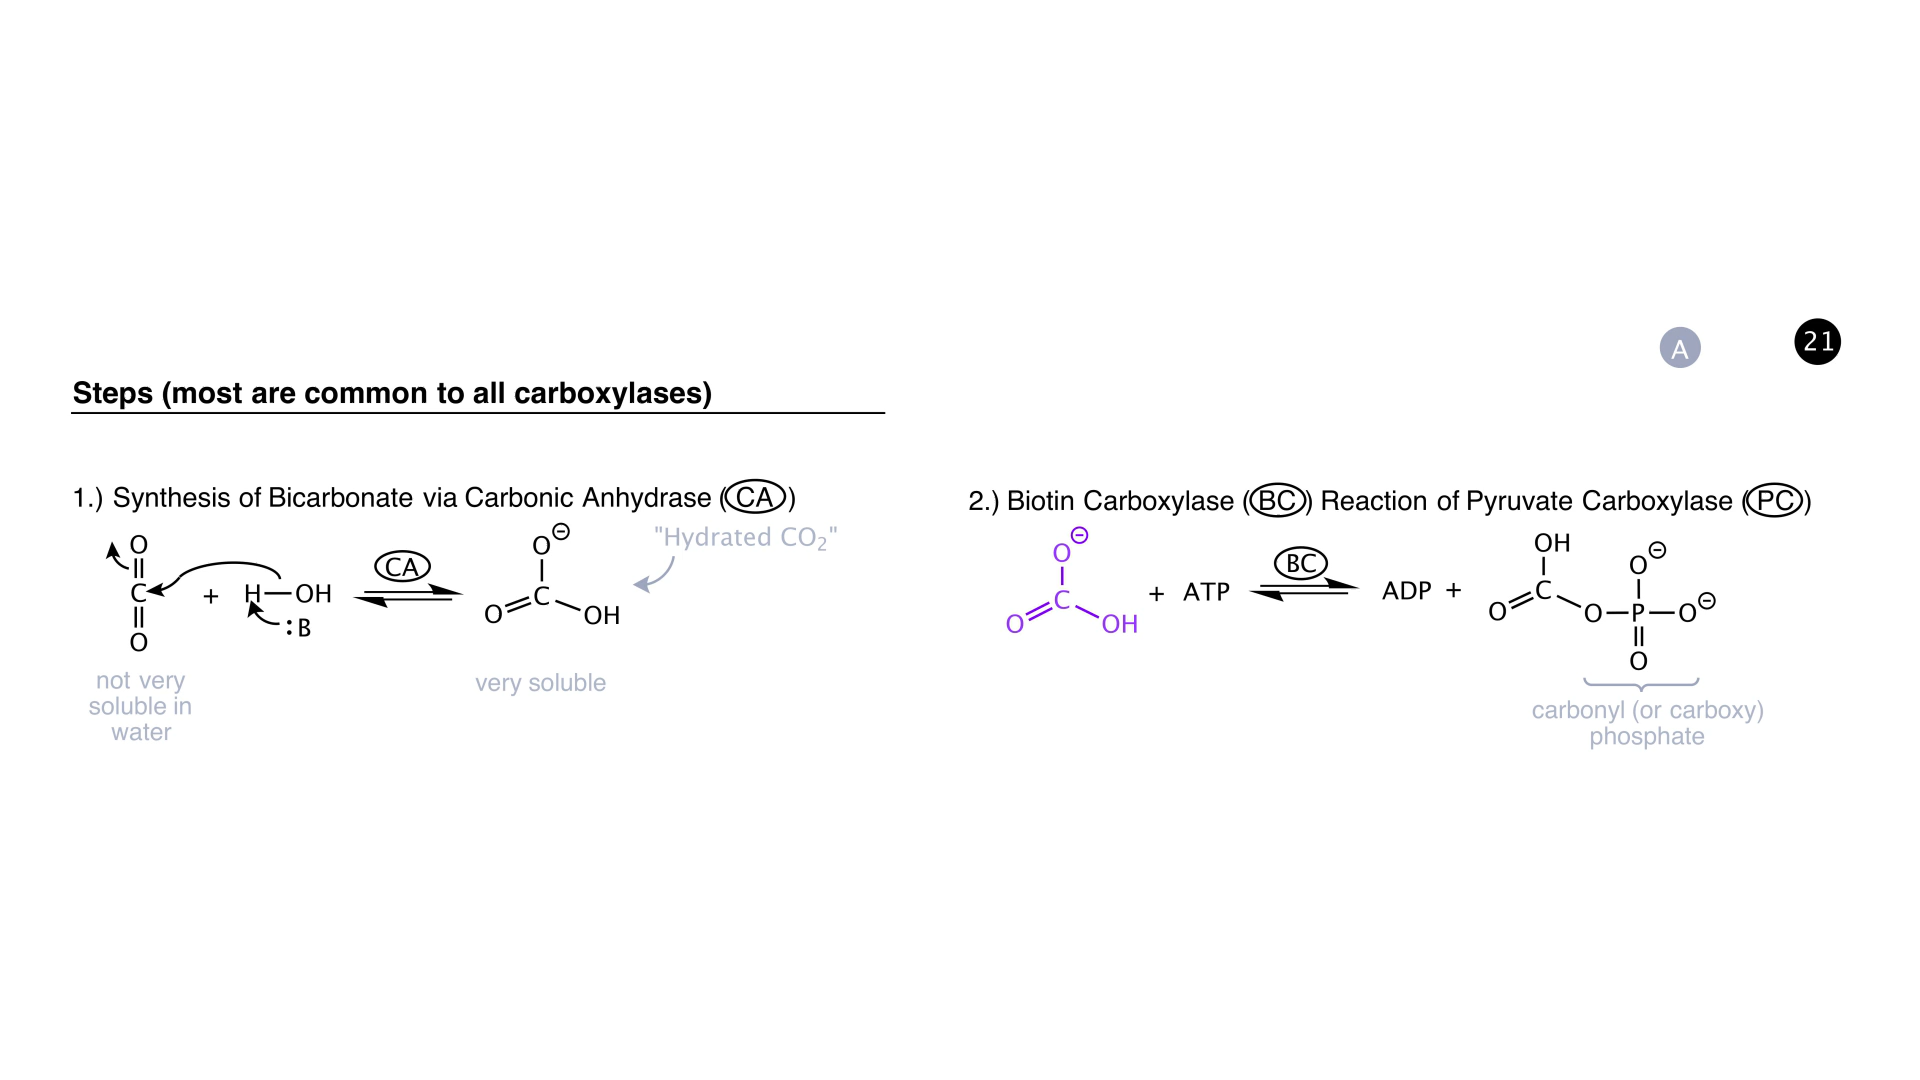 A
21
Steps (most are common to all carboxylases)
1.) Synthesis of Bicarbonate via Carbonic Anhydrase (CA)
O
C
O
+
H—OH
:B
CA
O⊖
C
O
OH
"Hydrated CO₂"
not very
soluble in
water
very soluble
2.) Biotin Carboxylase (BC) Reaction of Pyruvate Carboxylase (PC)
O⊖
C
O
OH
+ ATP
BC
ADP +
OH
C
O
O⊖
O—P—O⊖
O
carbonyl (or carboxy)
phosphate